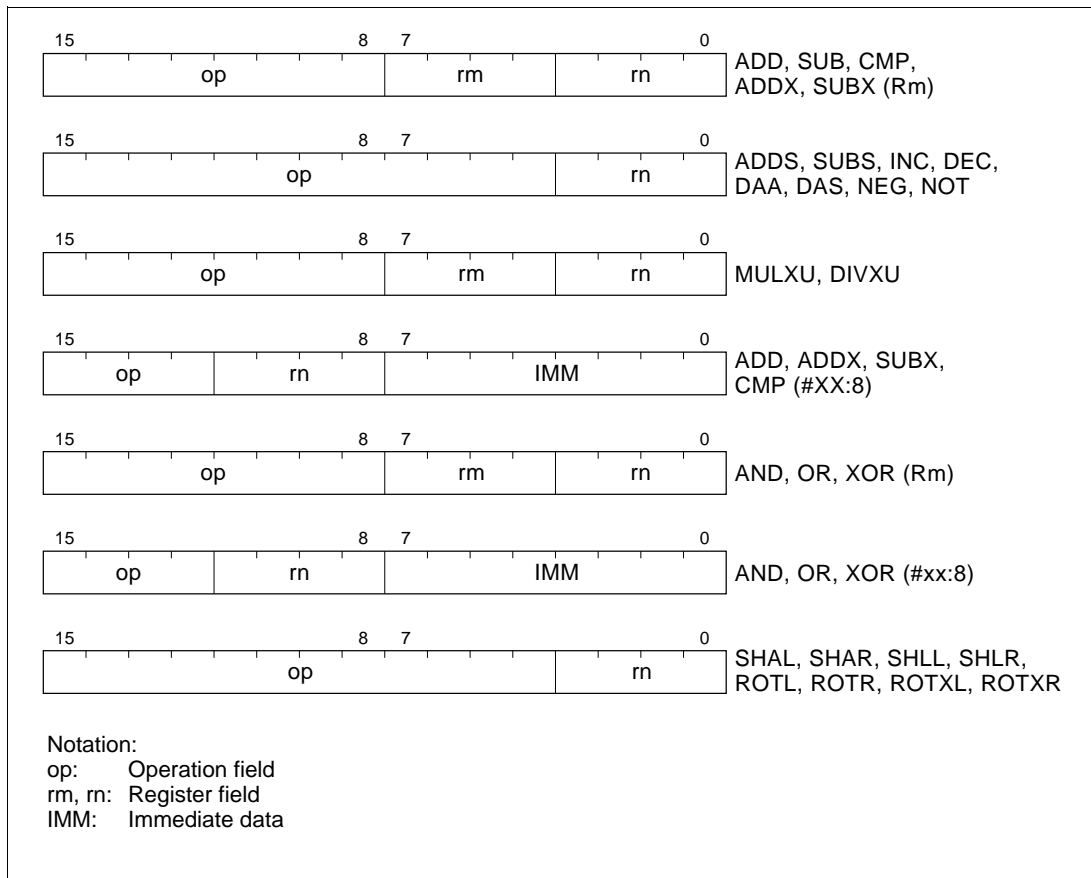 15 8 7 0
op rm rn
ADD, SUB, CMP,
ADDX, SUBX (Rm)
15 8 7 0
op rn
ADDS, SUBS, INC, DEC,
DAA, DAS, NEG, NOT
15 8 7 0
op rm rn
MULXU, DIVXU
15 8 7 0
op rn IMM
ADD, ADDX, SUBX,
CMP (#XX:8)
15 8 7 0
op rm rn
AND, OR, XOR (Rm)
15 8 7 0
op rn IMM
AND, OR, XOR (#xx:8)
15 8 7 0
op rn
SHAL, SHAR, SHLL, SHLR,
ROTL, ROTR, ROTXL, ROTXR
Notation:
op: Operation field
rm, rn: Register field
IMM: Immediate data